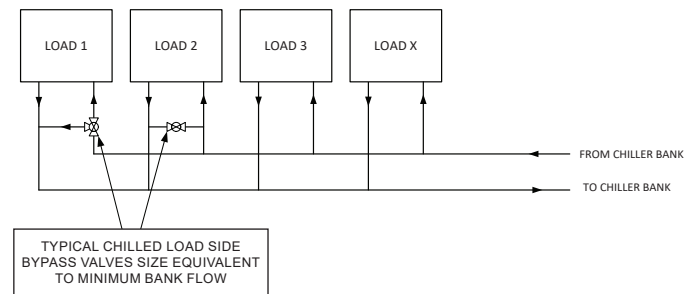 LOAD 1
LOAD 2
LOAD 3
LOAD X
FROM CHILLER BANK
TO CHILLER BANK
TYPICAL CHILLED LOAD SIDE
BYPASS VALVES SIZE EQUIVALENT
TO MINIMUM BANK FLOW